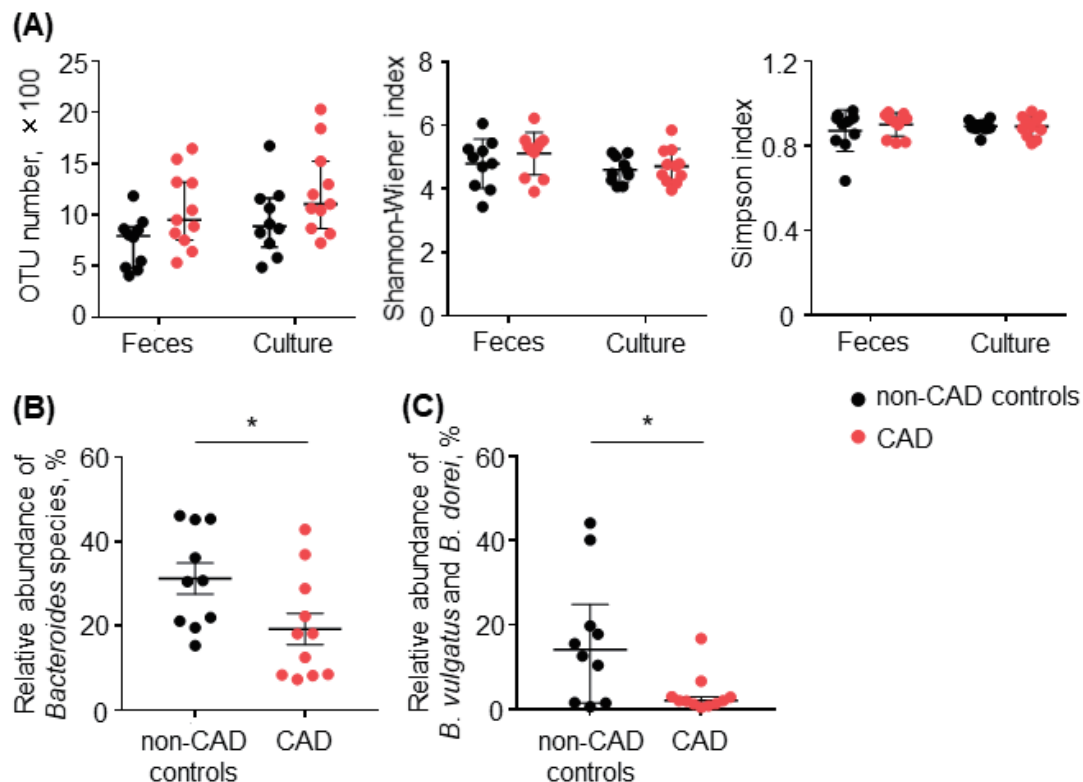 (A)
OTU number, × 100
25
20
15
10
5
0
Feces
Culture
Shannon-Wiener index
8
6
4
2
0
Feces
Culture
Simpson index
1.2
0.8
0.4
0
Feces
Culture
non-CAD controls
CAD
(B)
*
Relative abundance of
Bacteroides species, %
60
40
20
0
non-CAD
controls
CAD
(C)
*
Relative abundance of
B. vulgatus and B. dorei, %
60
40
20
0
non-CAD
controls
CAD